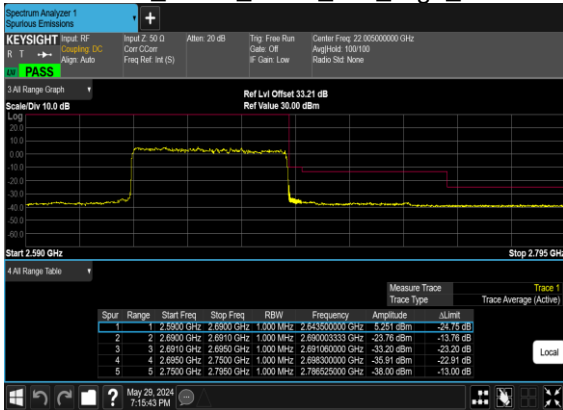 Spectrum Analyzer 1
Spurious Emissions
+
KEYSIGHT Input: RF Input Z: 50 Ω Atten: 20 dB Trig: Free Run Center Freq: 22.005000000 GHz
R T Coupling: DC Corr CCorr Gate: Off Avg|Hold: 100/100
Align: Auto Freq Ref: Int (S) IF Gain: Low Radio Std: None
PASS
3 All Range Graph
Ref Lvl Offset 33.21 dB
Scale/Div 10.0 dB Ref Value 30.00 dBm
Log
20.0
10.0
0.00
-10.0
-20.0
-30.0
-40.0
-50.0
-60.0
Start 2.590 GHz Stop 2.795 GHz
4 All Range Table
Measure Trace Trace 1
Trace Type Trace Average (Active)
Spur Range Start Freq Stop Freq RBW Frequency Amplitude ΔLimit
1 1 2.5900 GHz 2.6900 GHz 1.000 MHz 2.643500000 GHz 5.251 dBm -24.75 dB
2 2 2.6900 GHz 2.6910 GHz 1.000 MHz 2.690003333 GHz -23.76 dBm -13.76 dB
3 3 2.6910 GHz 2.6950 GHz 1.000 MHz 2.691060000 GHz -33.20 dBm -23.20 dB
4 4 2.6950 GHz 2.7500 GHz 1.000 MHz 2.698300000 GHz -35.91 dBm -22.91 dB
5 5 2.7500 GHz 2.7950 GHz 1.000 MHz 2.786525000 GHz -38.00 dBm -13.00 dB
Local
? May 29, 2024
7:15:43 PM